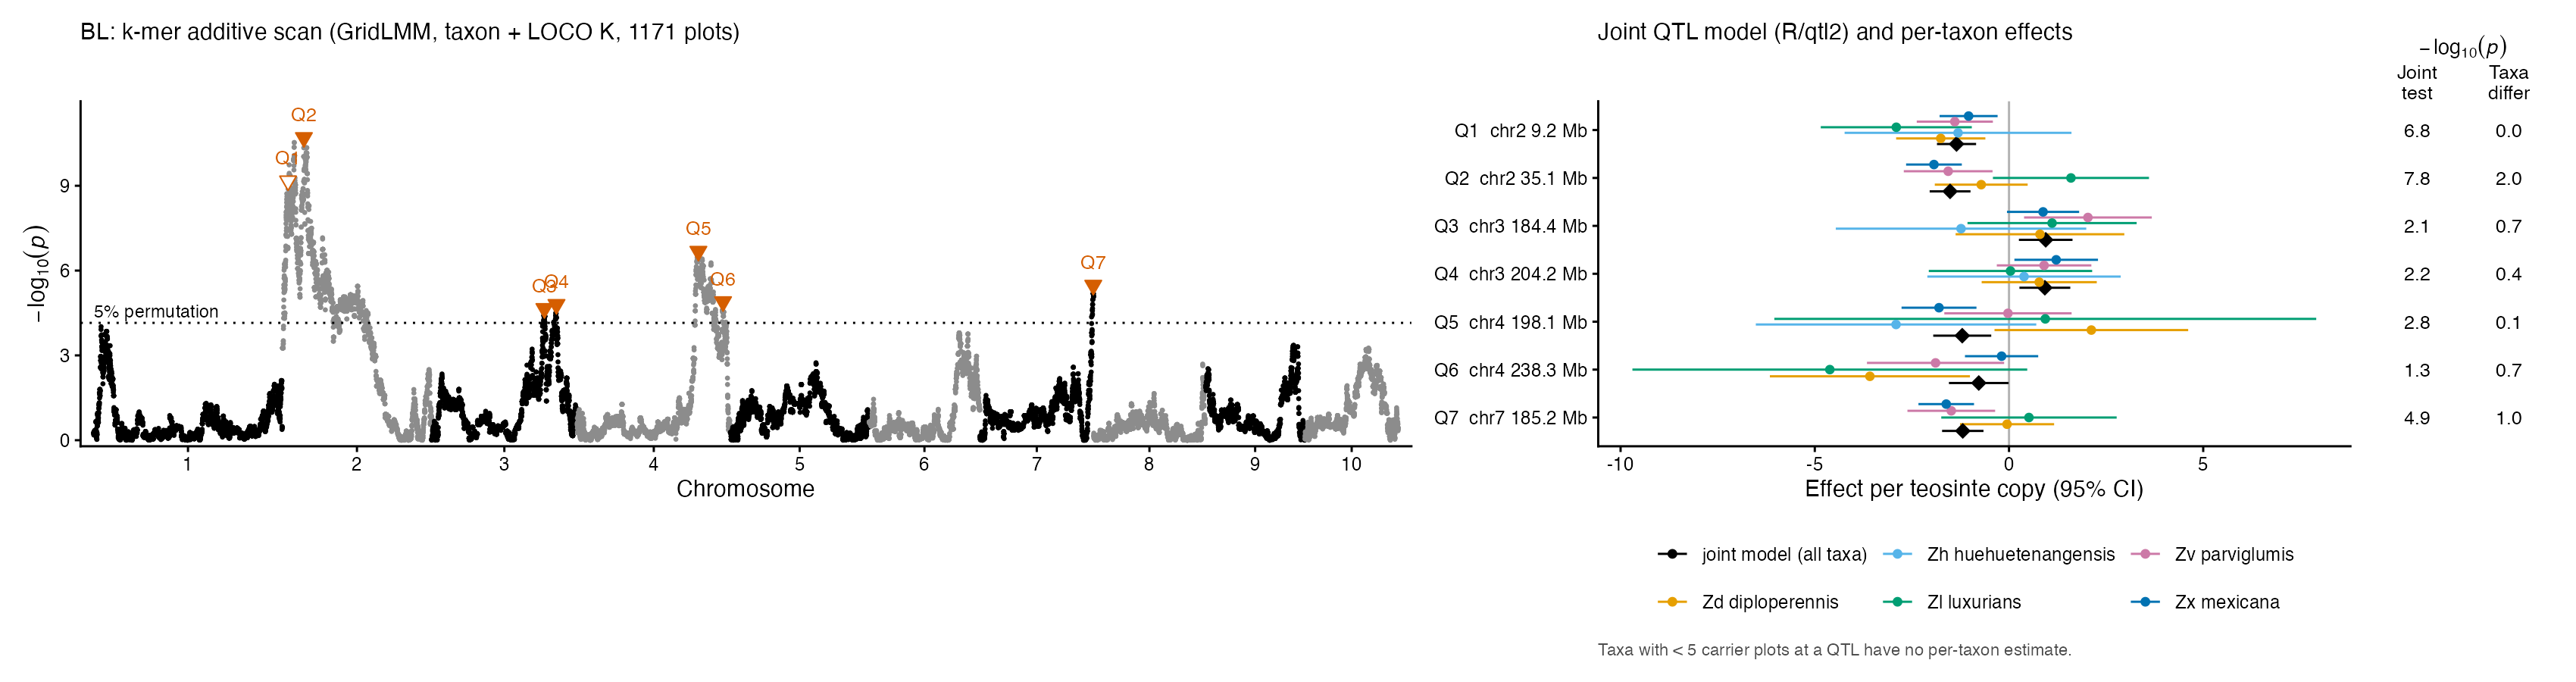 BL: k-mer additive scan (GridLMM, taxon + LOCO K, 1171 plots)
−log10(p)
9
6
3
0
5% permutation
Q1
Q2
Q3
Q4
Q5
Q6
Q7
1 2 3 4 5 6 7 8 9 10
Chromosome
Joint QTL model (R/qtl2) and per-taxon effects
−log10(p)
Joint test
Taxa differ
Q1 chr2 9.2 Mb 6.8 0.0
Q2 chr2 35.1 Mb 7.8 2.0
Q3 chr3 184.4 Mb 2.1 0.7
Q4 chr3 204.2 Mb 2.2 0.4
Q5 chr4 198.1 Mb 2.8 0.1
Q6 chr4 238.3 Mb 1.3 0.7
Q7 chr7 185.2 Mb 4.9 1.0
-10 -5 0 5
Effect per teosinte copy (95% CI)
joint model (all taxa) Zh huehuetenangensis Zv parviglumis
Zd diploperennis Zl luxurians Zx mexicana
Taxa with < 5 carrier plots at a QTL have no per-taxon estimate.